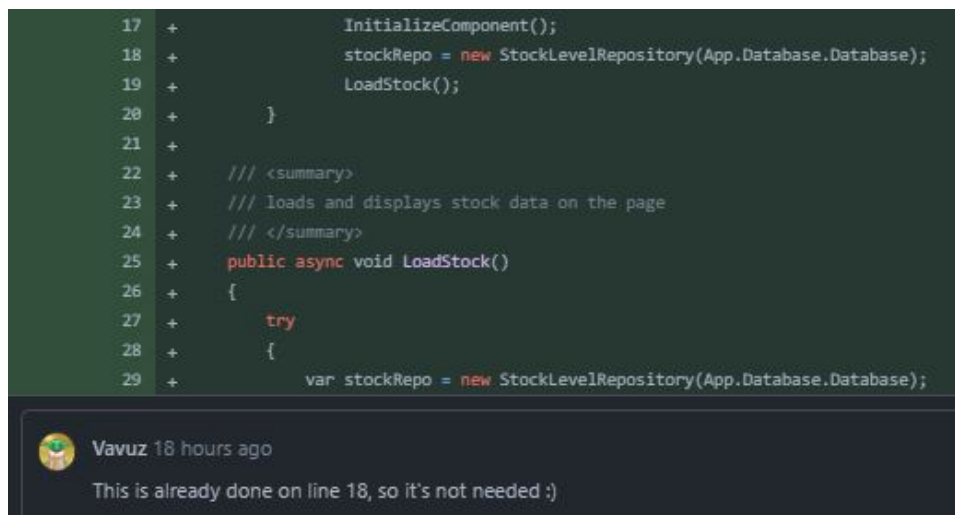 17 + InitializeComponent();
18 + stockRepo = new StockLevelRepository(App.Database.Database);
19 + LoadStock();
20 + }
21 +
22 + /// <summary>
23 + /// loads and displays stock data on the page
24 + /// </summary>
25 + public async void LoadStock()
26 + {
27 + try
28 + {
29 + var stockRepo = new StockLevelRepository(App.Database.Database);
Vavuz 18 hours ago
This is already done on line 18, so it's not needed :)